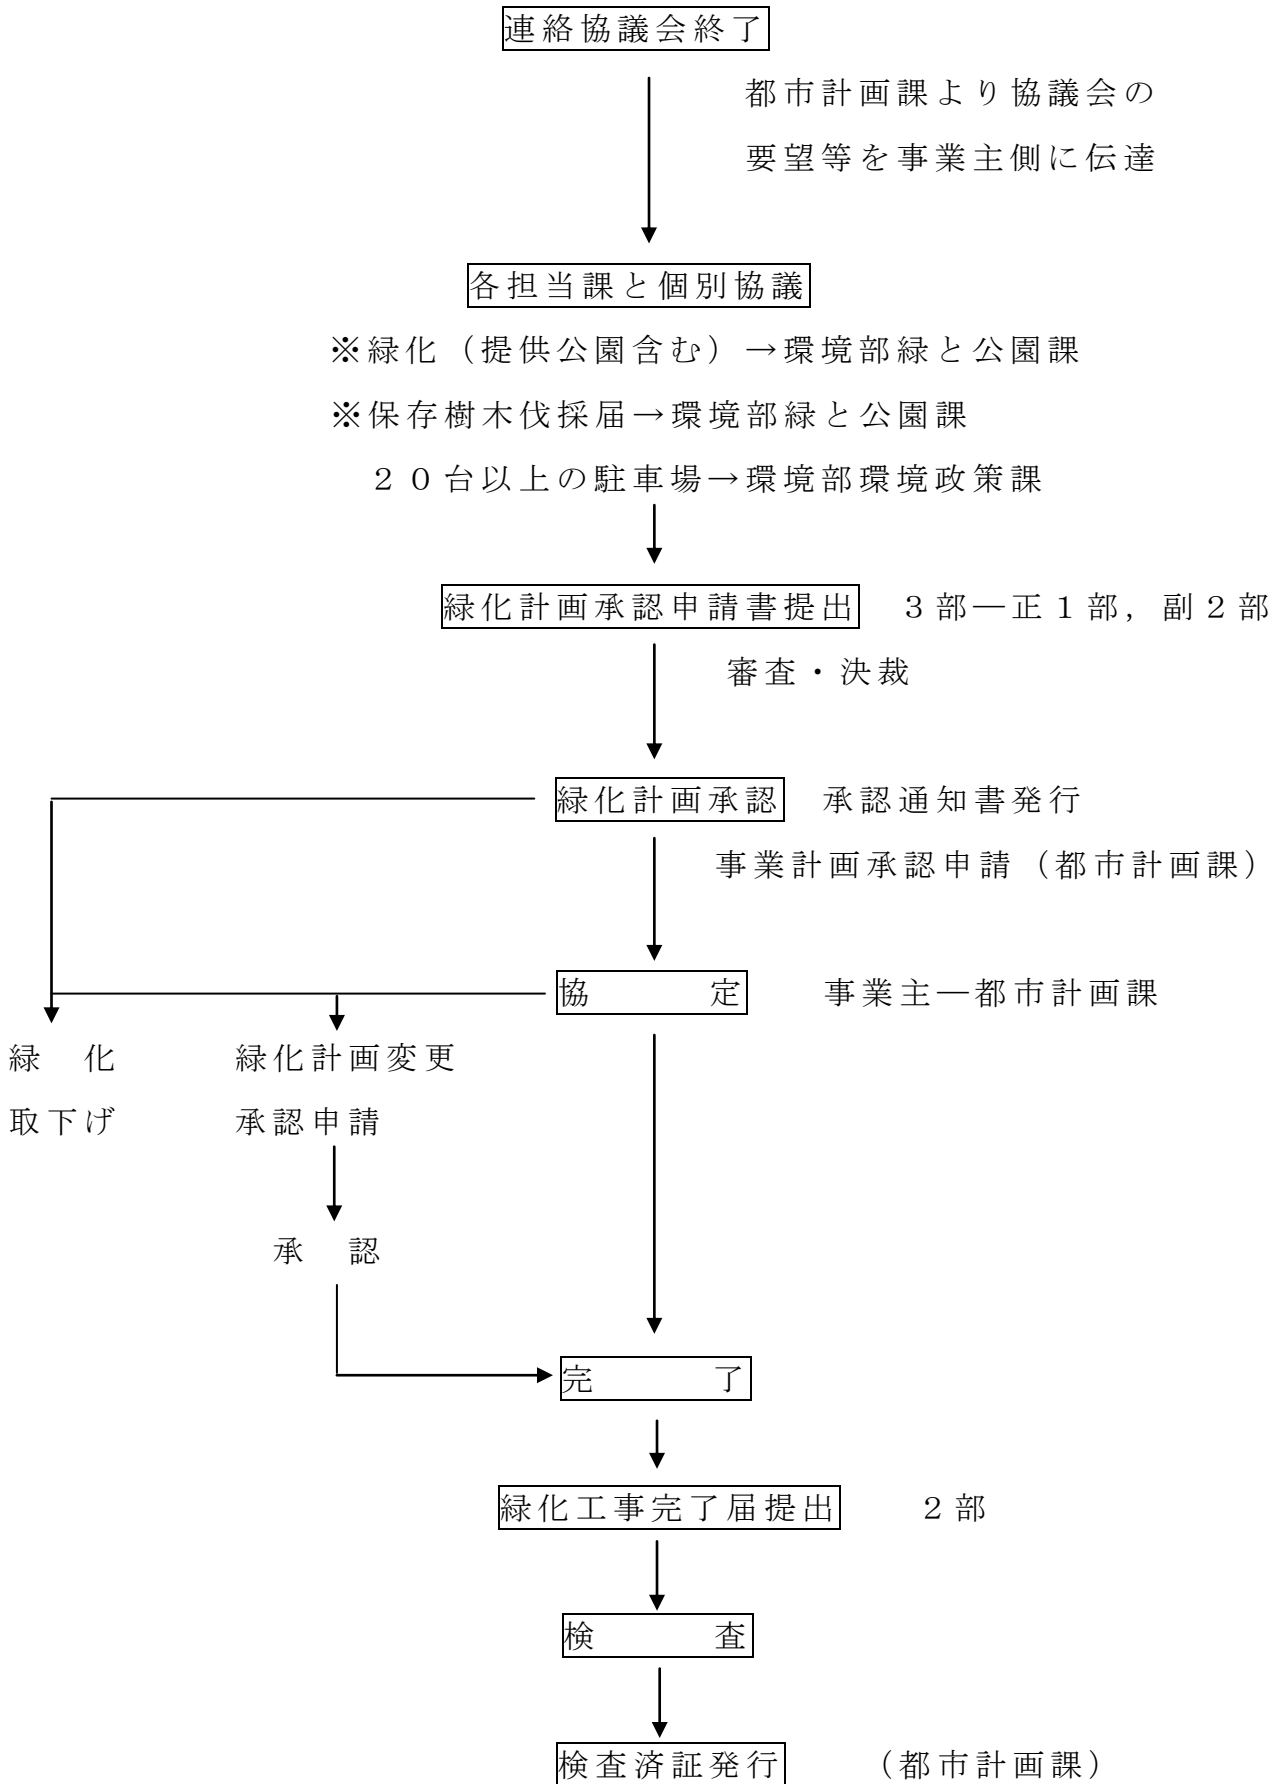 連絡協議会終了
都市計画課より協議会の
要望等を事業主側に伝達
各担当課と個別協議
※緑化（提供公園含む）→環境部緑と公園課
※保存樹木伐採届→環境部緑と公園課
２０台以上の駐車場→環境部環境政策課
緑化計画承認申請書提出　３部―正１部，副２部
審査・決裁
緑化計画承認　承認通知書発行
事業計画承認申請（都市計画課）
協　　　定　　事業主―都市計画課
緑　化　　　緑化計画変更
取下げ　　　承認申請
承　認
完　　　了
緑化工事完了届提出　　２部
検　　　査
検査済証発行　　（都市計画課）